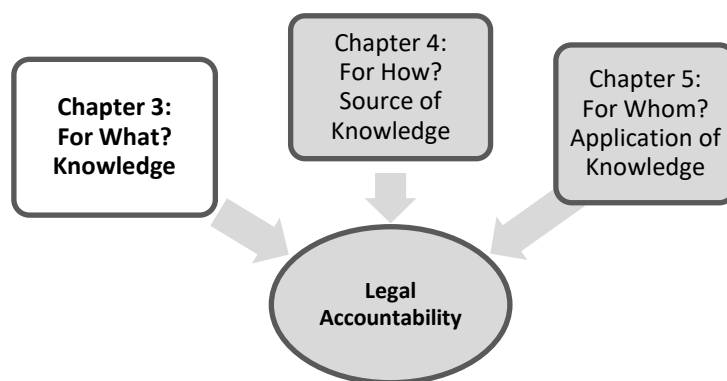 Chapter 3:
For What?
Knowledge
Chapter 4:
For How?
Source of
Knowledge
Chapter 5:
For Whom?
Application of
Knowledge
Legal
Accountability